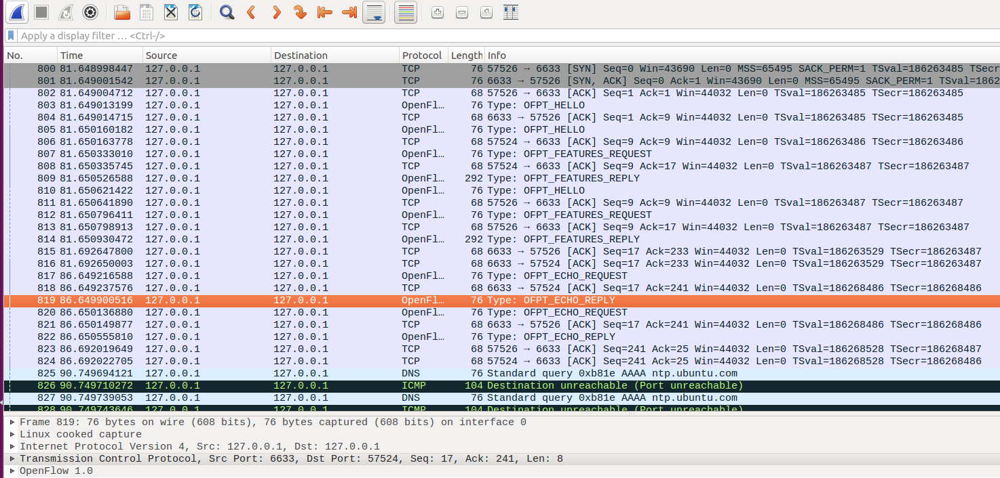 Apply a display filter … <Ctrl-/>
No. Time Source Destination Protocol Length Info
800 81.648998447 127.0.0.1 127.0.0.1 TCP 76 57526 → 6633 [SYN] Seq=0 Win=43690 Len=0 MSS=65495 SACK_PERM=1 TSval=186263485 TSecr
801 81.649001542 127.0.0.1 127.0.0.1 TCP 76 6633 → 57526 [SYN, ACK] Seq=0 Ack=1 Win=43690 Len=0 MSS=65495 SACK_PERM=1 TSval=1862
802 81.649004712 127.0.0.1 127.0.0.1 TCP 68 57526 → 6633 [ACK] Seq=1 Ack=1 Win=44032 Len=0 TSval=186263485 TSecr=186263485
803 81.649013199 127.0.0.1 127.0.0.1 OpenFl… 76 Type: OFPT_HELLO
804 81.649014715 127.0.0.1 127.0.0.1 TCP 68 6633 → 57526 [ACK] Seq=1 Ack=9 Win=44032 Len=0 TSval=186263485 TSecr=186263485
805 81.650160182 127.0.0.1 127.0.0.1 OpenFl… 76 Type: OFPT_HELLO
806 81.650163778 127.0.0.1 127.0.0.1 TCP 68 57524 → 6633 [ACK] Seq=9 Ack=9 Win=44032 Len=0 TSval=186263486 TSecr=186263486
807 81.650333010 127.0.0.1 127.0.0.1 OpenFl… 76 Type: OFPT_FEATURES_REQUEST
808 81.650335745 127.0.0.1 127.0.0.1 TCP 68 57524 → 6633 [ACK] Seq=9 Ack=17 Win=44032 Len=0 TSval=186263487 TSecr=186263487
809 81.650526588 127.0.0.1 127.0.0.1 OpenFl… 292 Type: OFPT_FEATURES_REPLY
810 81.650621422 127.0.0.1 127.0.0.1 OpenFl… 76 Type: OFPT_HELLO
811 81.650641890 127.0.0.1 127.0.0.1 TCP 68 57526 → 6633 [ACK] Seq=9 Ack=9 Win=44032 Len=0 TSval=186263487 TSecr=186263487
812 81.650796411 127.0.0.1 127.0.0.1 OpenFl… 76 Type: OFPT_FEATURES_REQUEST
813 81.650798913 127.0.0.1 127.0.0.1 TCP 68 57526 → 6633 [ACK] Seq=9 Ack=17 Win=44032 Len=0 TSval=186263487 TSecr=186263487
814 81.650930472 127.0.0.1 127.0.0.1 OpenFl… 292 Type: OFPT_FEATURES_REPLY
815 81.692647800 127.0.0.1 127.0.0.1 TCP 68 6633 → 57526 [ACK] Seq=17 Ack=233 Win=44032 Len=0 TSval=186263529 TSecr=186263487
816 81.692650003 127.0.0.1 127.0.0.1 TCP 68 6633 → 57524 [ACK] Seq=17 Ack=233 Win=44032 Len=0 TSval=186263529 TSecr=186263487
817 86.649216588 127.0.0.1 127.0.0.1 OpenFl… 76 Type: OFPT_ECHO_REQUEST
818 86.649237576 127.0.0.1 127.0.0.1 TCP 68 6633 → 57524 [ACK] Seq=17 Ack=241 Win=44032 Len=0 TSval=186268486 TSecr=186268486
819 86.649900516 127.0.0.1 127.0.0.1 OpenFl… 76 Type: OFPT_ECHO_REPLY
820 86.650136880 127.0.0.1 127.0.0.1 OpenFl… 76 Type: OFPT_ECHO_REQUEST
821 86.650149877 127.0.0.1 127.0.0.1 TCP 68 6633 → 57526 [ACK] Seq=17 Ack=241 Win=44032 Len=0 TSval=186268486 TSecr=186268486
822 86.650555810 127.0.0.1 127.0.0.1 OpenFl… 76 Type: OFPT_ECHO_REPLY
823 86.692019649 127.0.0.1 127.0.0.1 TCP 68 57526 → 6633 [ACK] Seq=241 Ack=25 Win=44032 Len=0 TSval=186268528 TSecr=186268487
824 86.692022705 127.0.0.1 127.0.0.1 TCP 68 57524 → 6633 [ACK] Seq=241 Ack=25 Win=44032 Len=0 TSval=186268528 TSecr=186268486
825 90.749694121 127.0.0.1 127.0.0.1 DNS 76 Standard query 0xb81e AAAA ntp.ubuntu.com
826 90.749710272 127.0.0.1 127.0.0.1 ICMP 104 Destination unreachable (Port unreachable)
827 90.749739053 127.0.0.1 127.0.0.1 DNS 76 Standard query 0xb81e AAAA ntp.ubuntu.com
828 90.749743646 127.0.0.1 127.0.0.1 ICMP 104 Destination unreachable (Port unreachable)
Frame 819: 76 bytes on wire (608 bits), 76 bytes captured (608 bits) on interface 0
Linux cooked capture
Internet Protocol Version 4, Src: 127.0.0.1, Dst: 127.0.0.1
Transmission Control Protocol, Src Port: 6633, Dst Port: 57524, Seq: 17, Ack: 241, Len: 8
OpenFlow 1.0